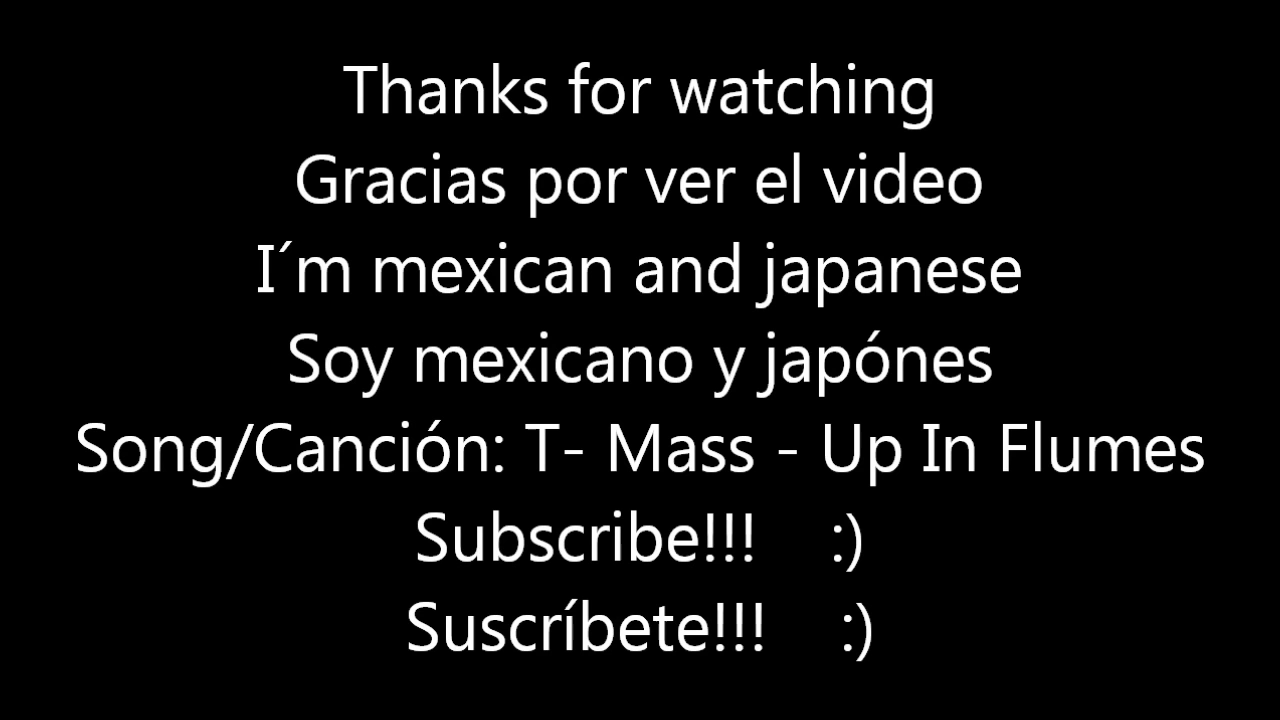 Thanks for watching
Gracias por ver el video
I´m mexican and japanese
Soy mexicano y japónes
Song/Canción: T- Mass - Up In Flumes
Subscribe!!! :)
Suscríbete!!! :)